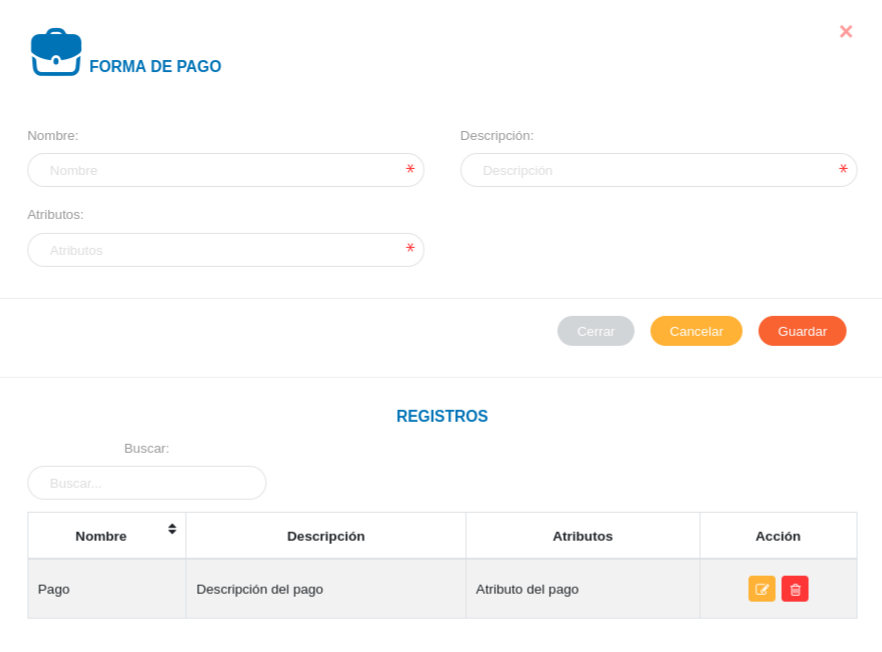 FORMA DE PAGO
Nombre: Descripción:
Nombre * Descripción *
Atributos:
Atributos *
Cerrar Cancelar Guardar
REGISTROS
Buscar:
Buscar...
Nombre Descripción Atributos Acción
Pago Descripción del pago Atributo del pago